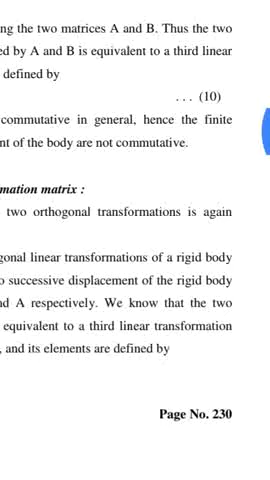 ng the two matrices A and B. Thus the two
ed by A and B is equivalent to a third linear
defined by
. . . (10)
commutative in general, hence the finite
nt of the body are not commutative.
mation matrix :
two orthogonal transformations is again
gonal linear transformations of a rigid body
o successive displacement of the rigid body
nd A respectively. We know that the two
equivalent to a third linear transformation
, and its elements are defined by
Page No. 230